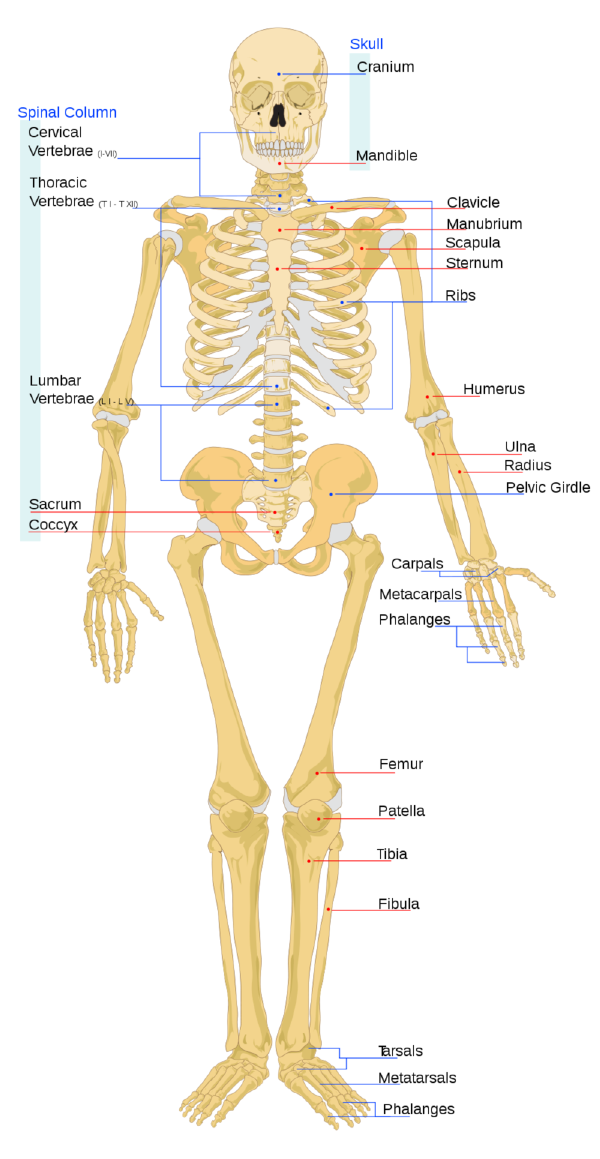 Skull
Cranium
Spinal Column
Cervical
Vertebrae (I-VII)
Mandible
Thoracic
Vertebrae (T I - T XII)
Clavicle
Manubrium
Scapula
Sternum
Ribs
Lumbar
Vertebrae (L I - L V)
Humerus
Ulna
Radius
Pelvic Girdle
Sacrum
Coccyx
Carpals
Metacarpals
Phalanges
Femur
Patella
Tibia
Fibula
Tarsals
Metatarsals
Phalanges